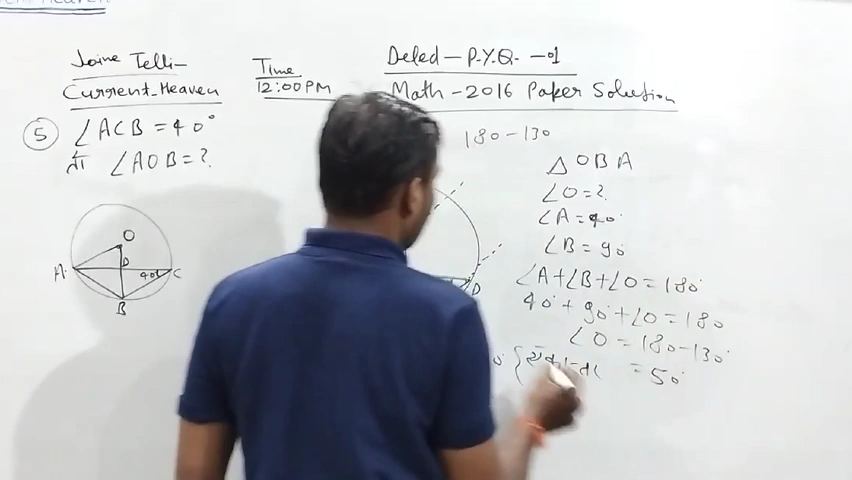 Joine Telli-
Current-Heaven
Time
12:00PM
Deled-P.Y.Q.-01
Math-2016 Paper Solution
5 ∠ACB=40°
तो ∠AOB=?
O
A
40°
C
B
180-130
D
△OBA
∠O=?
∠A=40°
∠B=90
∠A+∠B+∠O=180°
40°+90°+∠O=180
∠O=180-130°
=50°